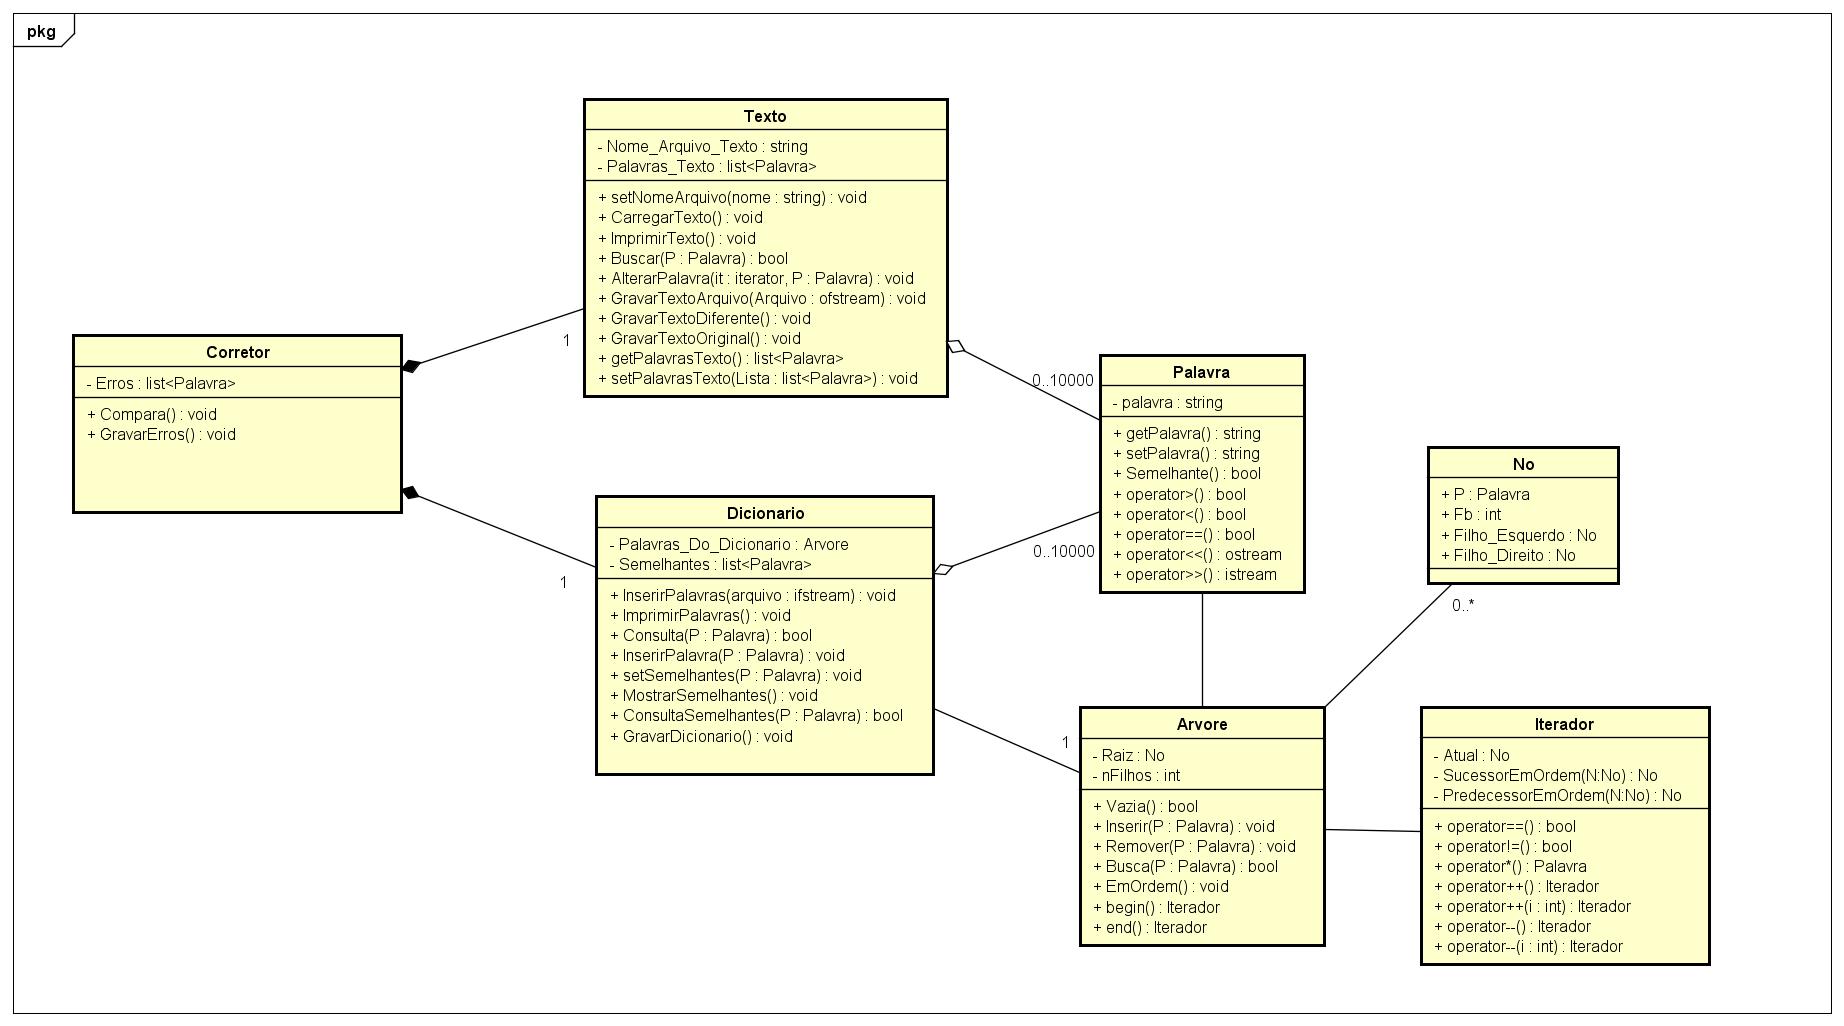 pkg
Texto
- Nome_Arquivo_Texto : string
- Palavras_Texto : list<Palavra>
+ setNomeArquivo(nome : string) : void
+ CarregarTexto() : void
+ ImprimirTexto() : void
+ Buscar(P : Palavra) : bool
+ AlterarPalavra(it : iterator, P : Palavra) : void
+ GravarTextoArquivo(Arquivo : ofstream) : void
+ GravarTextoDiferente() : void
+ GravarTextoOriginal() : void
+ getPalavrasTexto() : list<Palavra>
+ setPalavrasTexto(Lista : list<Palavra>) : void
1
0..10000
Corretor
- Erros : list<Palavra>
+ Compara() : void
+ GravarErros() : void
1
Dicionario
- Palavras_Do_Dicionario : Arvore
- Semelhantes : list<Palavra>
+ InserirPalavras(arquivo : ifstream) : void
+ ImprimirPalavras() : void
+ Consulta(P : Palavra) : bool
+ InserirPalavra(P : Palavra) : void
+ setSemelhantes(P : Palavra) : void
+ MostrarSemelhantes() : void
+ ConsultaSemelhantes(P : Palavra) : bool
+ GravarDicionario() : void
0..10000
1
Palavra
- palavra : string
+ getPalavra() : string
+ setPalavra() : string
+ Semelhante() : bool
+ operator>() : bool
+ operator<() : bool
+ operator==() : bool
+ operator<<() : ostream
+ operator>>() : istream
No
+ P : Palavra
+ Fb : int
+ Filho_Esquerdo : No
+ Filho_Direito : No
0..*
Arvore
- Raiz : No
- nFilhos : int
+ Vazia() : bool
+ Inserir(P : Palavra) : void
+ Remover(P : Palavra) : void
+ Busca(P : Palavra) : bool
+ EmOrdem() : void
+ begin() : Iterador
+ end() : Iterador
Iterador
- Atual : No
- SucessorEmOrdem(N:No) : No
- PredecessorEmOrdem(N:No) : No
+ operator==() : bool
+ operator!=() : bool
+ operator*() : Palavra
+ operator++() : Iterador
+ operator++(i : int) : Iterador
+ operator--() : Iterador
+ operator--(i : int) : Iterador